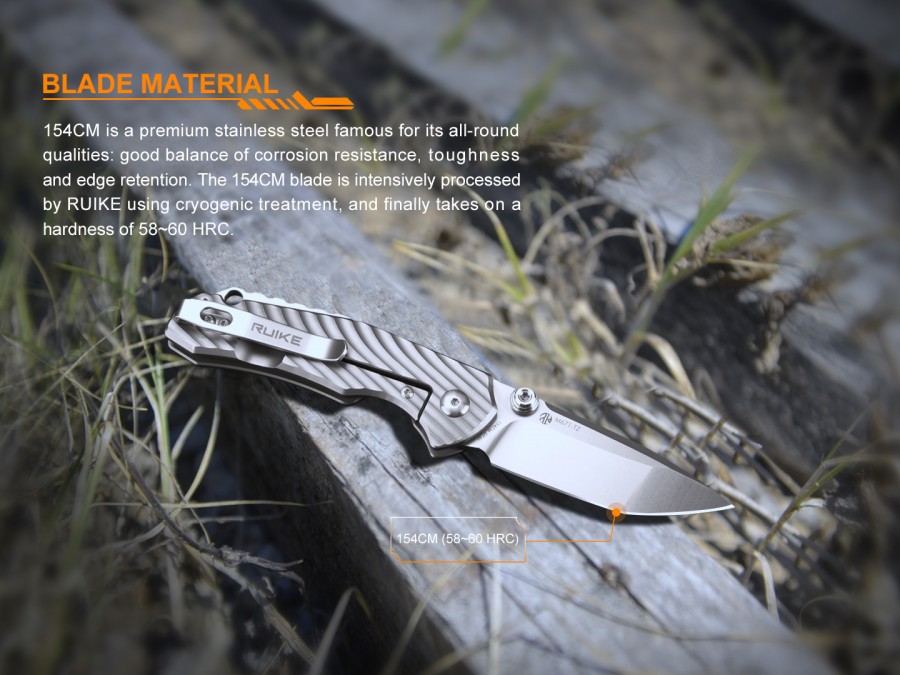 BLADE MATERIAL
154CM is a premium stainless steel famous for its all-round
qualities: good balance of corrosion resistance, toughness
and edge retention. The 154CM blade is intensively processed
by RUIKE using cryogenic treatment, and finally takes on a
hardness of 58~60 HRC.
RUIKE
M671-TZ
154CM (58~60 HRC)